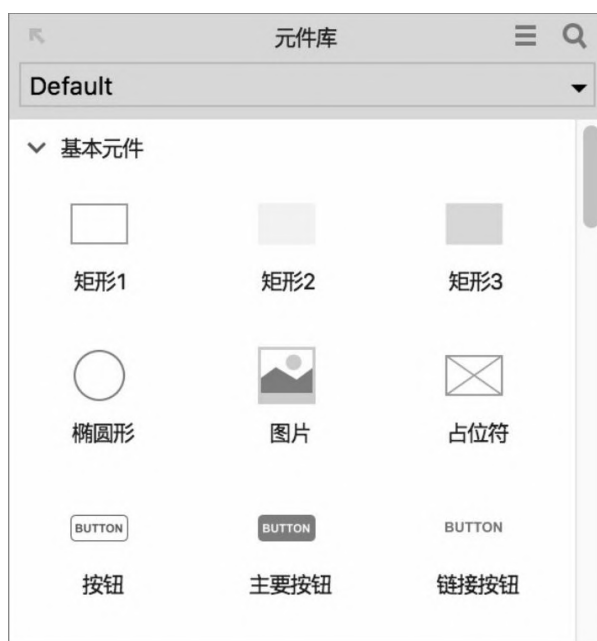 元件库
Default
基本元件
矩形1 矩形2 矩形3
椭圆形 图片 占位符
BUTTON BUTTON BUTTON
按钮 主要按钮 链接按钮